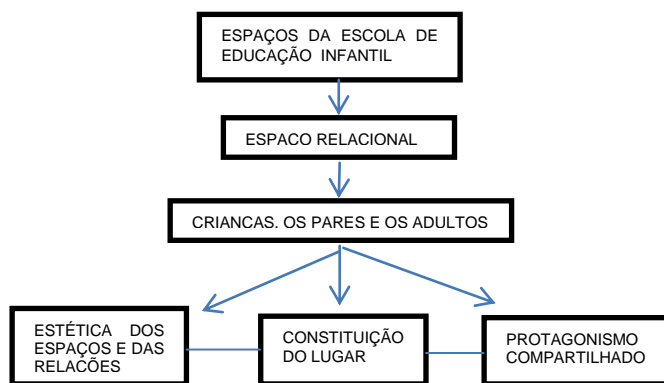 ESPAÇOS DA ESCOLA DE
EDUCAÇÃO INFANTIL
ESPACO RELACIONAL
CRIANCAS. OS PARES E OS ADULTOS
ESTÉTICA DOS
ESPAÇOS E DAS
RELACÕES
CONSTITUIÇÃO
DO LUGAR
PROTAGONISMO
COMPARTILHADO